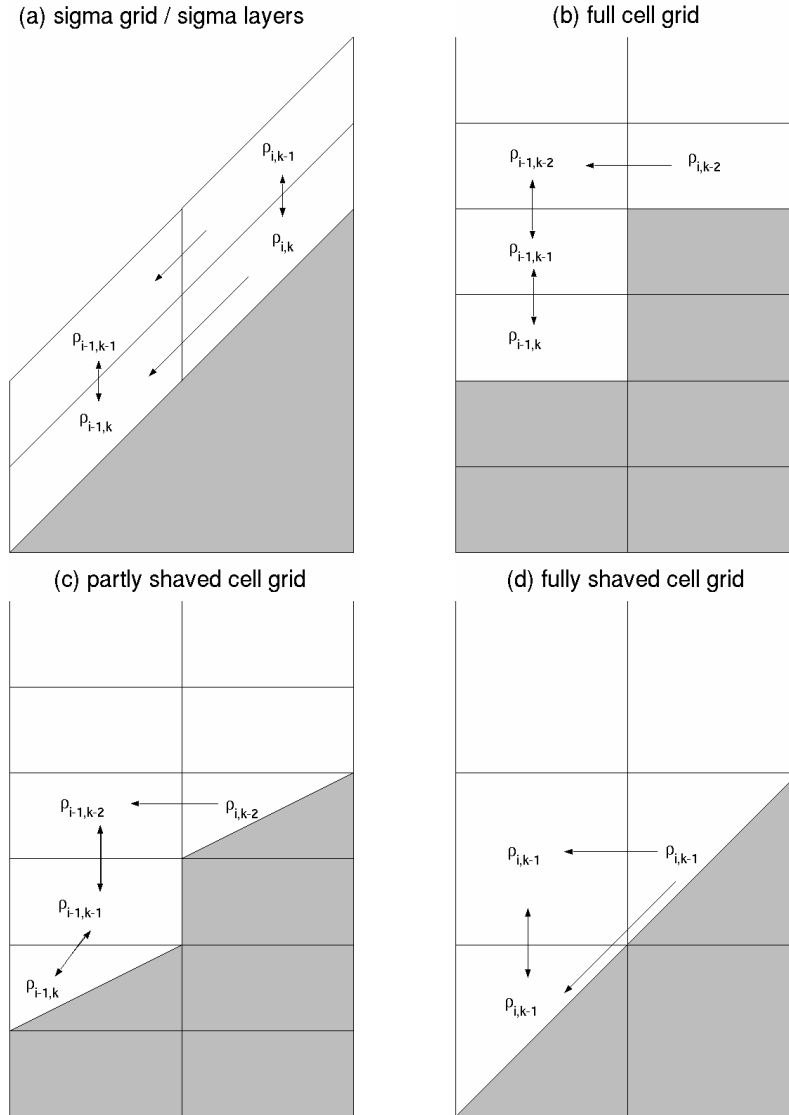 (a) sigma grid / sigma layers
(b) full cell grid
ρi,k-1
ρi,k
ρi-1,k-1
ρi-1,k
ρi-1,k-2
ρi,k-2
ρi-1,k-1
ρi-1,k
(c) partly shaved cell grid
(d) fully shaved cell grid
ρi-1,k-2
ρi,k-2
ρi-1,k-1
ρi-1,k
ρi,k-1
ρi,k-1
ρi,k-1